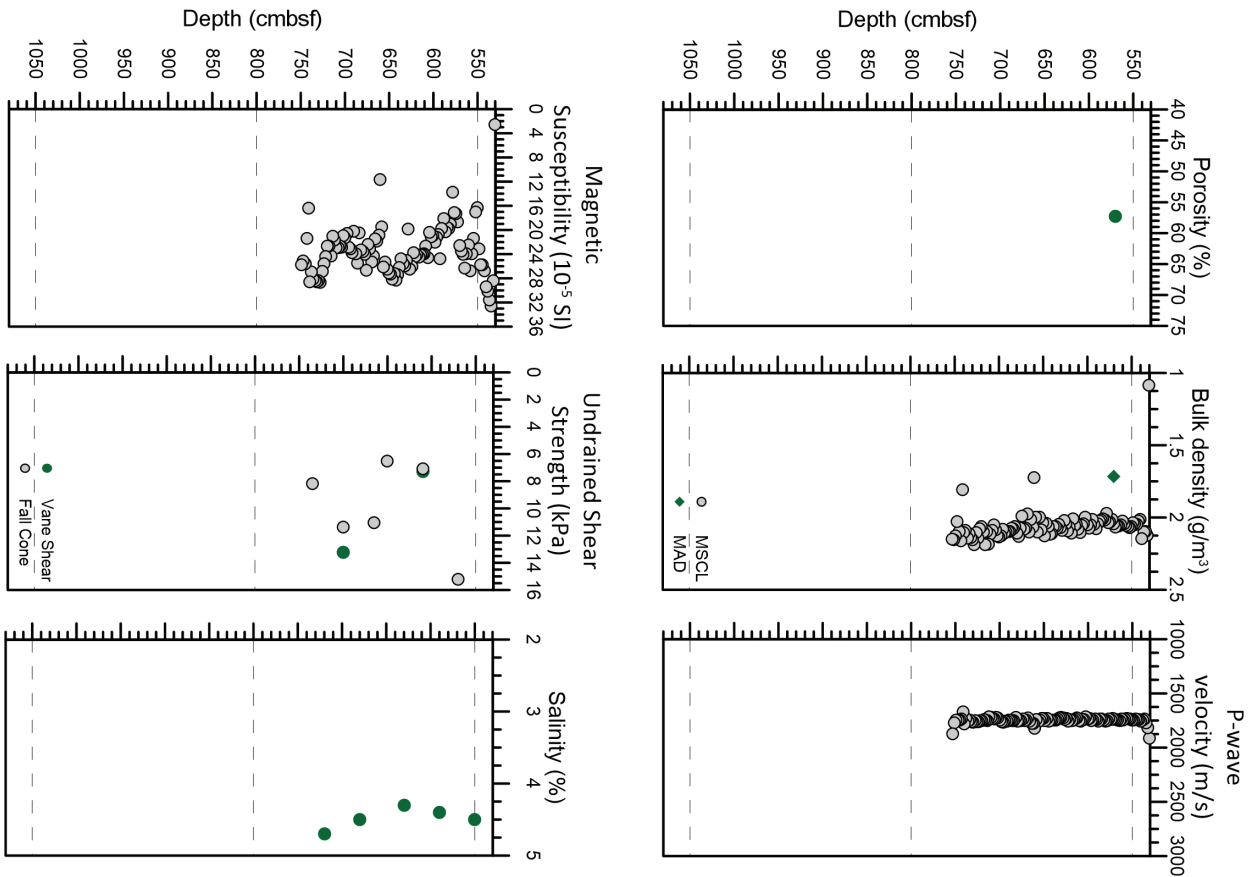 Porosity (%)
40 45 50 55 60 65 70 75
Bulk density (g/m³)
1 1.5 2 2.5
P-wave
velocity (m/s)
1000 1500 2000 2500 3000
Depth (cmbsf)
550
600
650
700
750
800
850
900
950
1000
1050
MSCL
MAD
Magnetic
Susceptibility (10⁻⁵ SI)
0 4 8 12 16 20 24 28 32 36
Undrained Shear
Strength (kPa)
0 2 4 6 8 10 12 14 16
Salinity (%)
2 3 4 5
Depth (cmbsf)
550
600
650
700
750
800
850
900
950
1000
1050
Vane Shear
Fall Cone